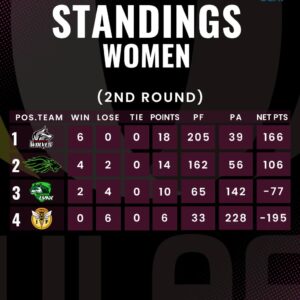 STANDINGS
WOMEN
(2ND ROUND)
POS. TEAM WIN LOSE TIE POINTS PF PA NET PTS
1 WOLVES 6 0 0 18 205 39 166
2 4 2 0 14 162 56 106
3 LYNX 2 4 0 10 65 142 -77
4 0 6 0 6 33 228 -195